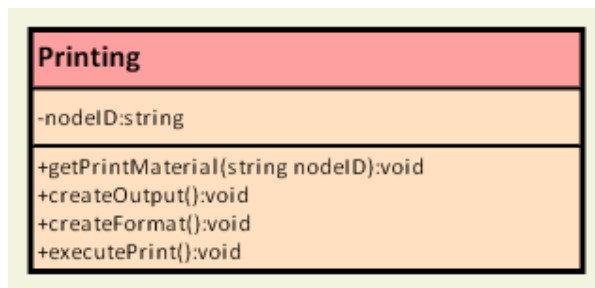 Printing
-nodeID:string
+getPrintMaterial(string nodeID):void
+createOutput():void
+createFormat():void
+executePrint():void